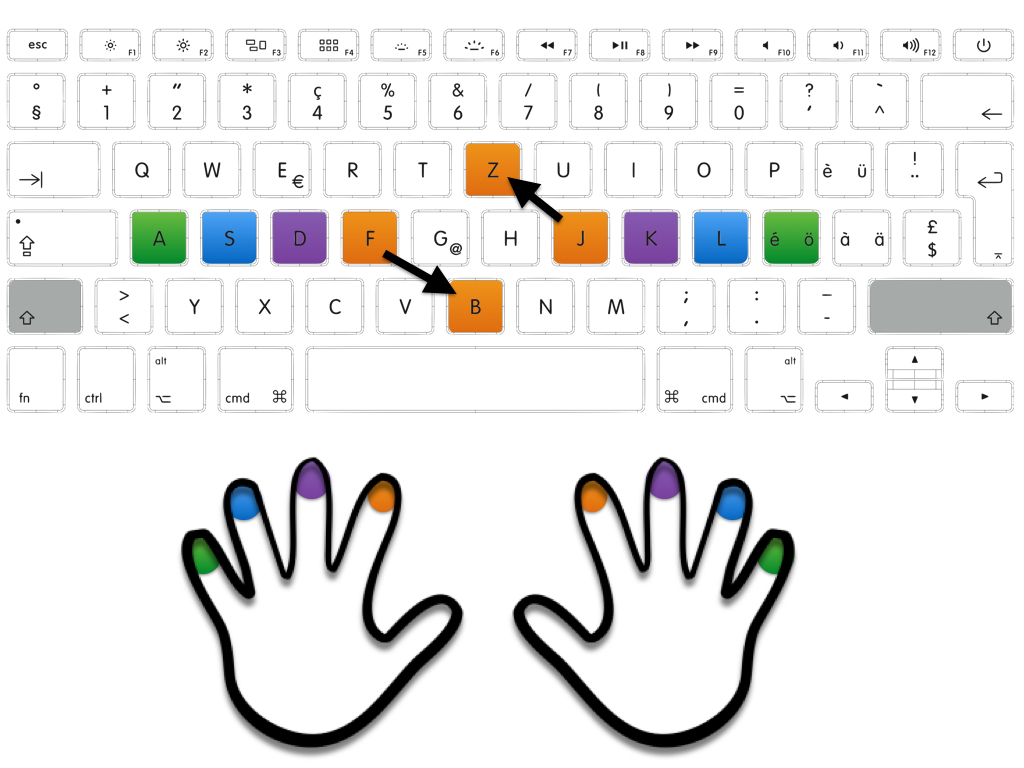 esc F1 F2 F3 F4 F5 F6 F7 F8 F9 F10 F11 F12
° + “ * ç % & / ( ) = ? `
§ 1 2 3 4 5 6 7 8 9 0 ' ^
Q W E € R T Z U I O P è ü ! ¨
A S D F G @ H J K L é ö à ä £ $
> < Y X C V B N M ; , : . – -
fn ctrl alt ⌥ cmd ⌘ ⌘ cmd alt ⌥